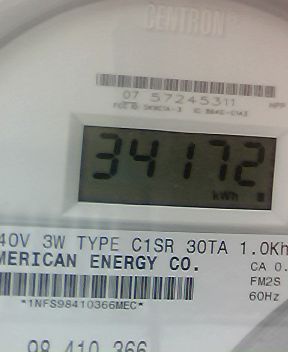 CENTRON®
07 57245311
34172
kWh
40V 3W TYPE C1SR 30TA 1.0Kh
MERICAN ENERGY CO.
CA 0.
FM2S
*1NFS98410366MEC*
60Hz
98 410 366